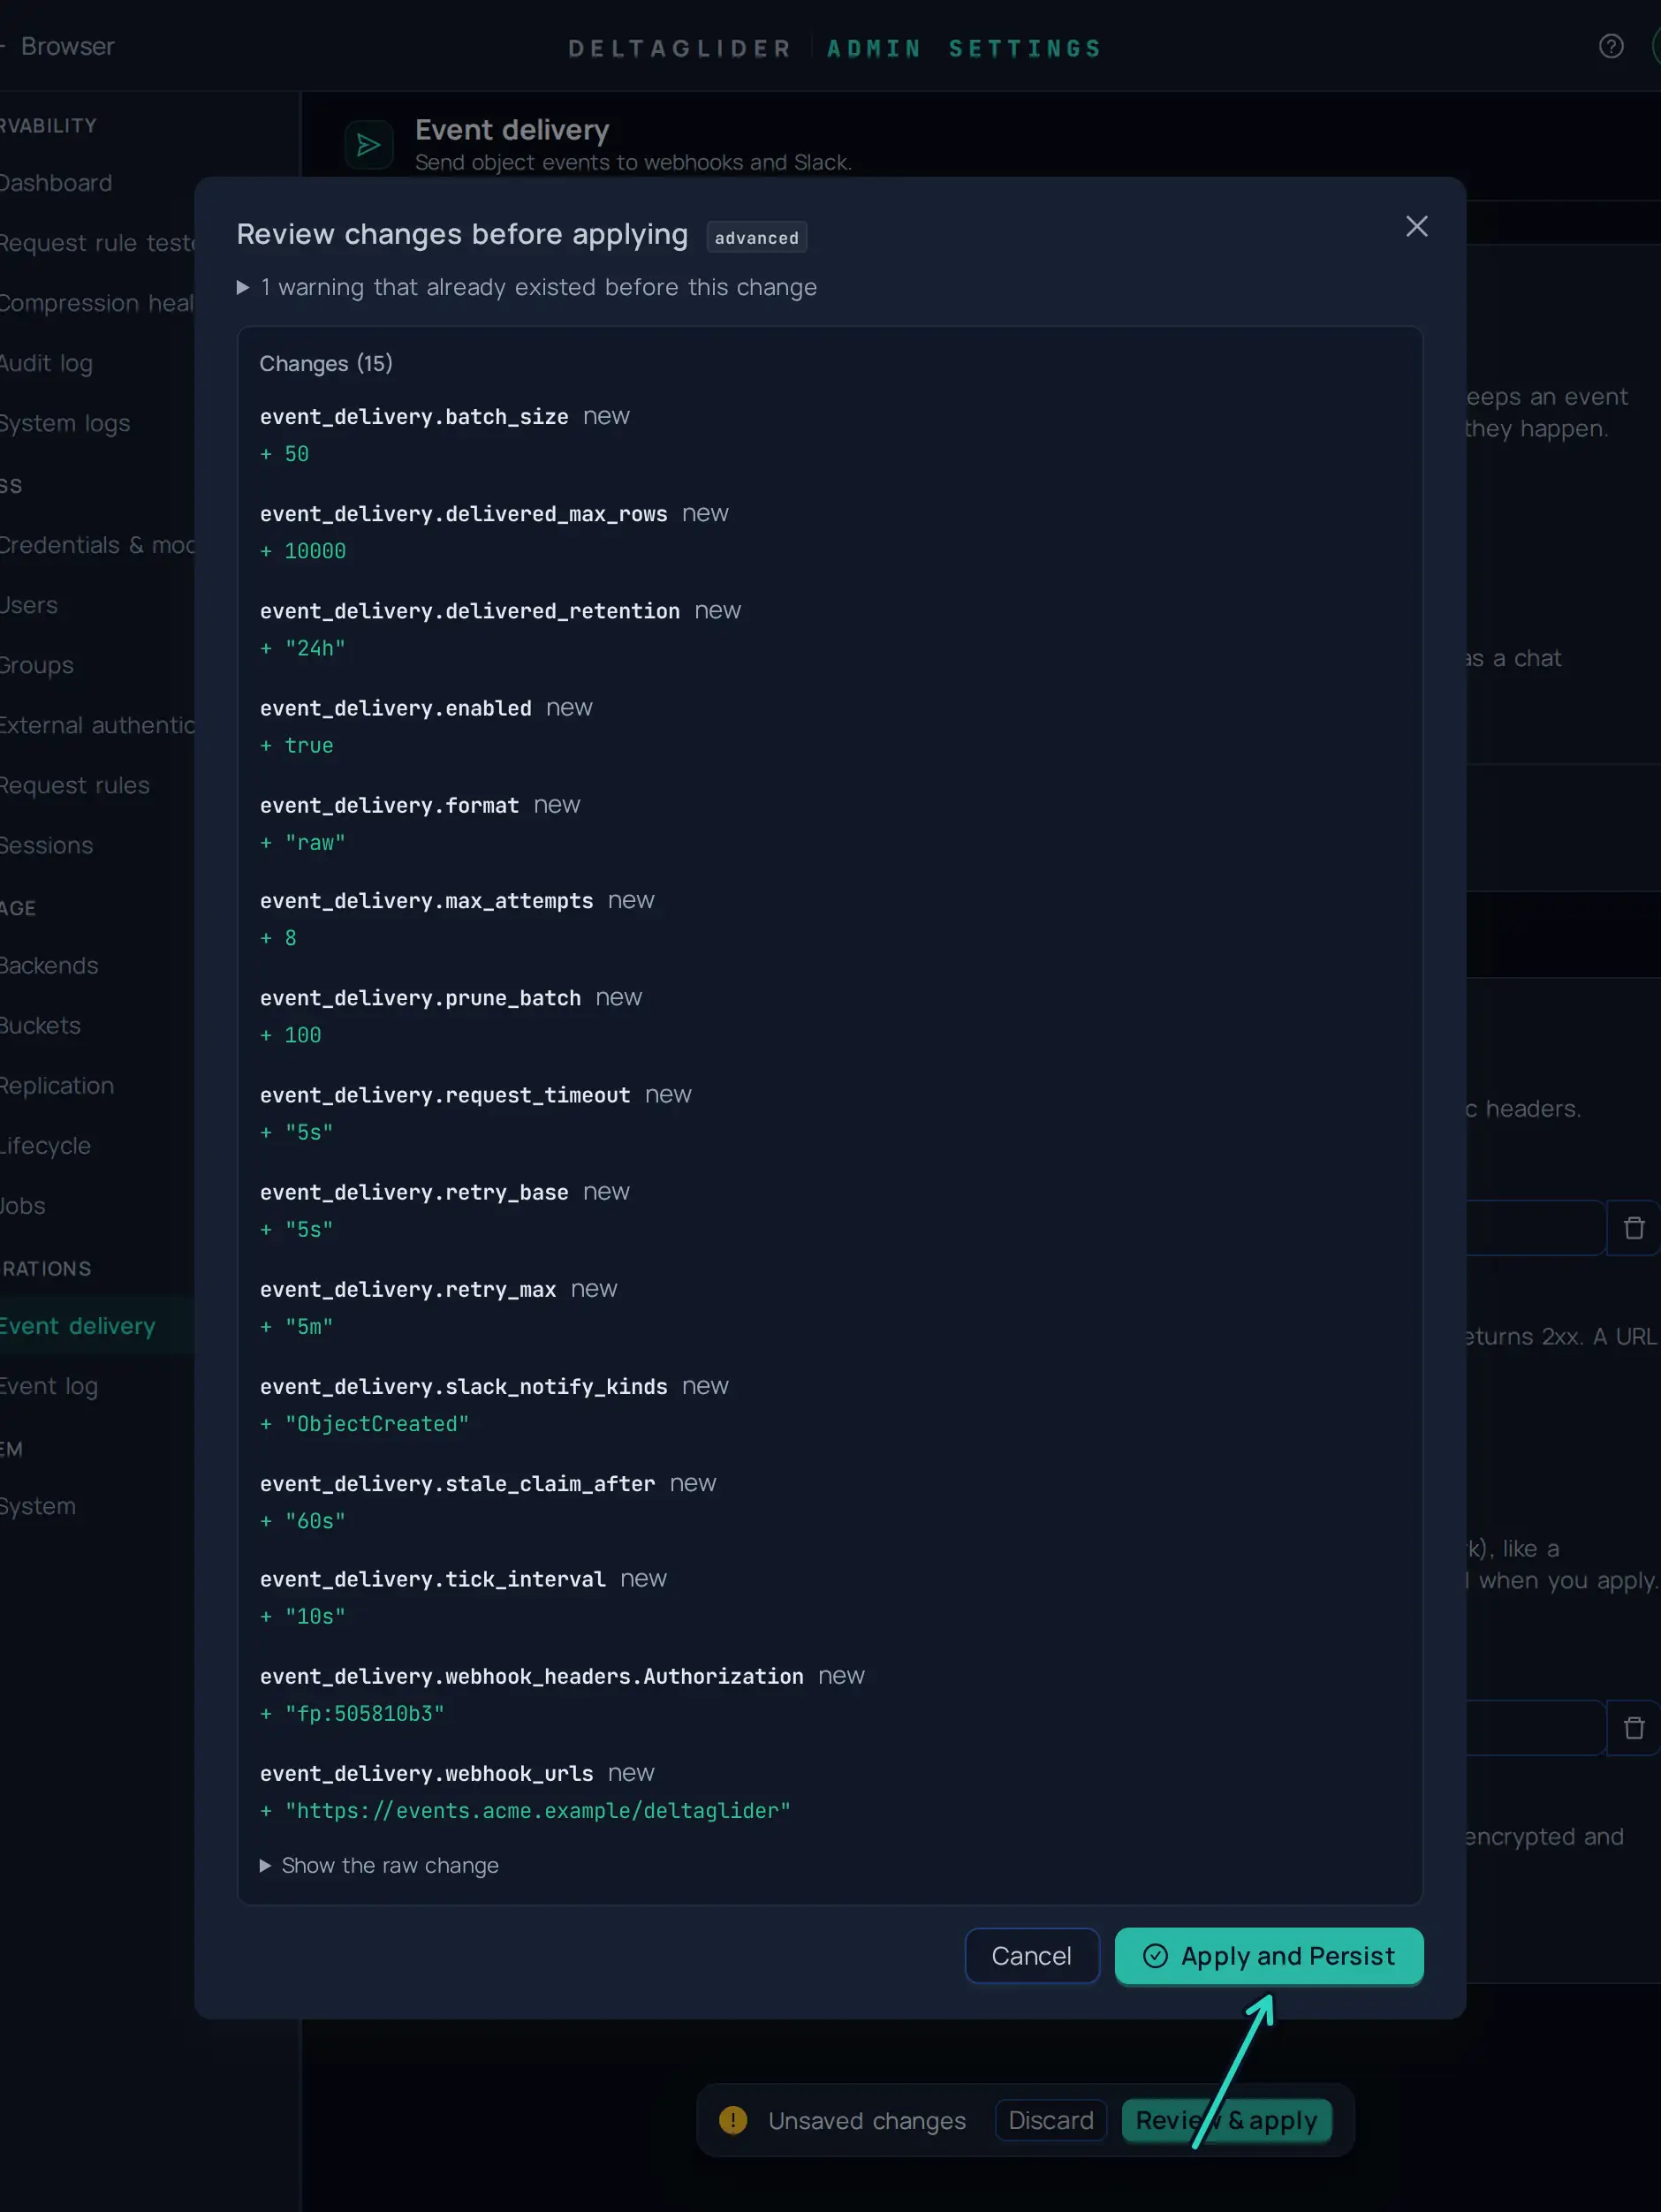 Browser
DELTAGLIDER ADMIN SETTINGS
RVABILITY
Dashboard
Request rule teste
Compression heal
Audit log
System logs
SS
Credentials & mod
Users
Groups
External authentic
Request rules
Sessions
AGE
Backends
Buckets
Replication
Lifecycle
Jobs
RATIONS
Event delivery
Event log
EM
System
Event delivery
Send object events to webhooks and Slack.
Review changes before applying advanced
1 warning that already existed before this change
Changes (15)
event_delivery.batch_size new
+ 50
event_delivery.delivered_max_rows new
+ 10000
event_delivery.delivered_retention new
+ "24h"
event_delivery.enabled new
+ true
event_delivery.format new
+ "raw"
event_delivery.max_attempts new
+ 8
event_delivery.prune_batch new
+ 100
event_delivery.request_timeout new
+ "5s"
event_delivery.retry_base new
+ "5s"
event_delivery.retry_max new
+ "5m"
event_delivery.slack_notify_kinds new
+ "ObjectCreated"
event_delivery.stale_claim_after new
+ "60s"
event_delivery.tick_interval new
+ "10s"
event_delivery.webhook_headers.Authorization new
+ "fp:505810b3"
event_delivery.webhook_urls new
+ "https://events.acme.example/deltaglider"
Show the raw change
Cancel
Apply and Persist
eeps an event
they happen.
as a chat
c headers.
eturns 2xx. A URL
k), like a
l when you apply.
encrypted and
Unsaved changes
Discard
Review & apply